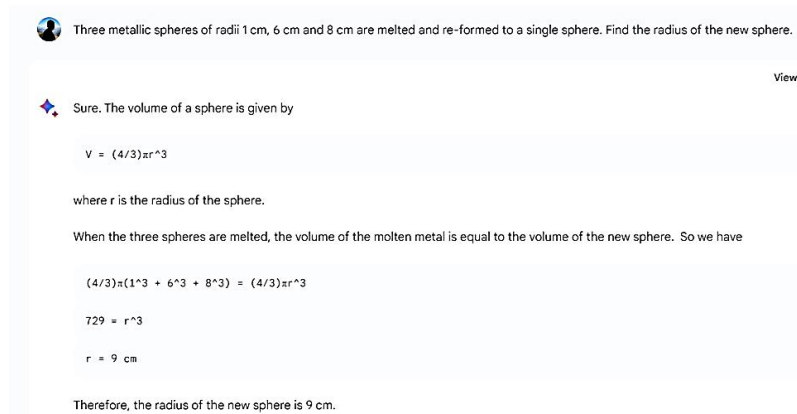 Three metallic spheres of radii 1 cm, 6 cm and 8 cm are melted and re-formed to a single sphere. Find the radius of the new sphere.
View
Sure. The volume of a sphere is given by
V = (4/3)πr^3
where r is the radius of the sphere.
When the three spheres are melted, the volume of the molten metal is equal to the volume of the new sphere. So we have
(4/3)π(1^3 + 6^3 + 8^3) = (4/3)πr^3
729 = r^3
r = 9 cm
Therefore, the radius of the new sphere is 9 cm.